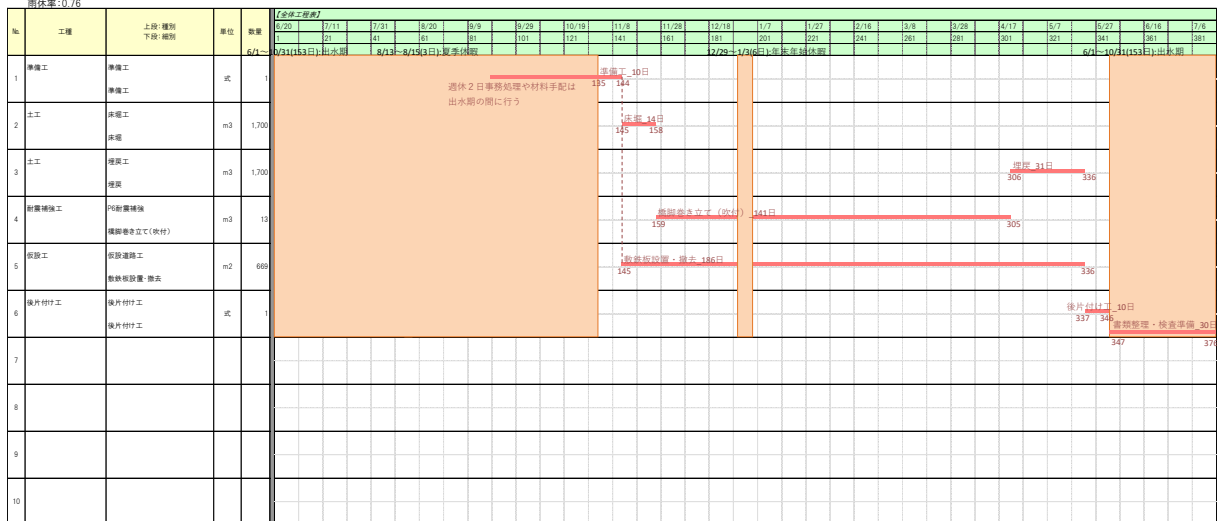 雨休率:0.76
【全体工程表】
№ 工種 上段:種別 単位 数量
下段:細別
6/20 7/11 7/31 8/20 9/9 9/29 10/19 11/8 11/28 12/18 1/7 1/27 2/16 3/8 3/28 4/17 5/7 5/27 6/16 7/6
1 21 41 61 81 101 121 141 161 181 201 221 241 261 281 301 321 341 361 381
6/1～10/31(153日):出水期 8/13～8/15(3日):夏季休暇 12/29～1/3(6日):年末年始休暇 6/1～10/31(153日):出水期
1 準備工 準備工 式 1
準備工
準備工_10日
135 144
週休２日事務処理や材料手配は
出水期の間に行う
2 土工 床堀工 m3 1,700
床堀
床堀_14日
145 158
3 土工 埋戻工 m3 1,700
埋戻
埋戻_31日
306 336
4 耐震補強工 P6耐震補強 m3 13
橋脚巻き立て(吹付)
橋脚巻き立て（吹付）_141日
159 305
5 仮設工 仮設道路工 m2 669
敷鉄板設置・撤去
敷鉄板設置・撤去_186日
145 336
6 後片付け工 後片付け工 式 1
後片付け工
後片付け工_10日
337 346
書類整理・検査準備_30日
347 376
7
8
9
10